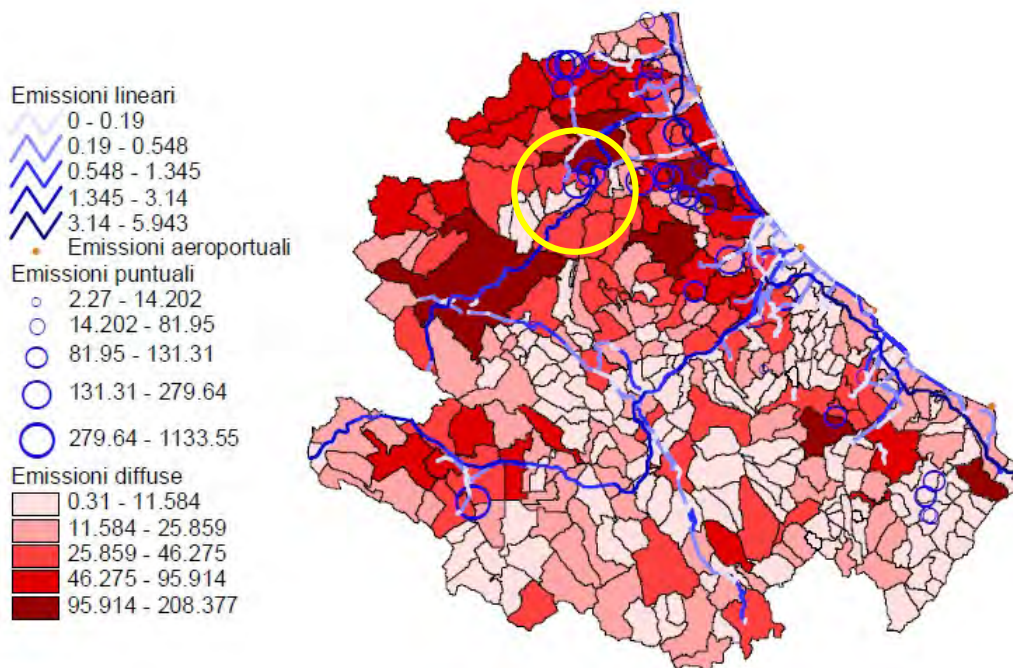 Emissioni lineari
0 - 0.19
0.19 - 0.548
0.548 - 1.345
1.345 - 3.14
3.14 - 5.943
Emissioni aeroportuali
Emissioni puntuali
2.27 - 14.202
14.202 - 81.95
81.95 - 131.31
131.31 - 279.64
279.64 - 1133.55
Emissioni diffuse
0.31 - 11.584
11.584 - 25.859
25.859 - 46.275
46.275 - 95.914
95.914 - 208.377